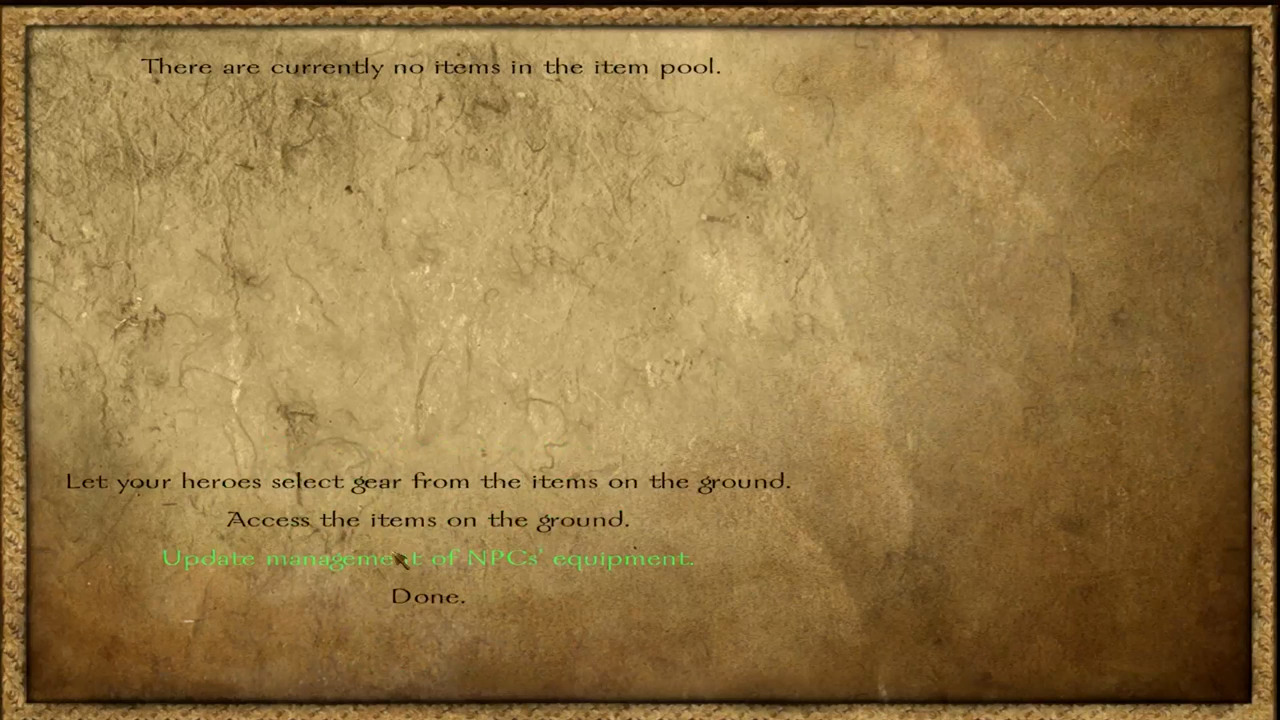 There are currently no items in the item pool.
Let your heroes select gear from the items on the ground.
Access the items on the ground.
Update management of NPCs' equipment.
Done.